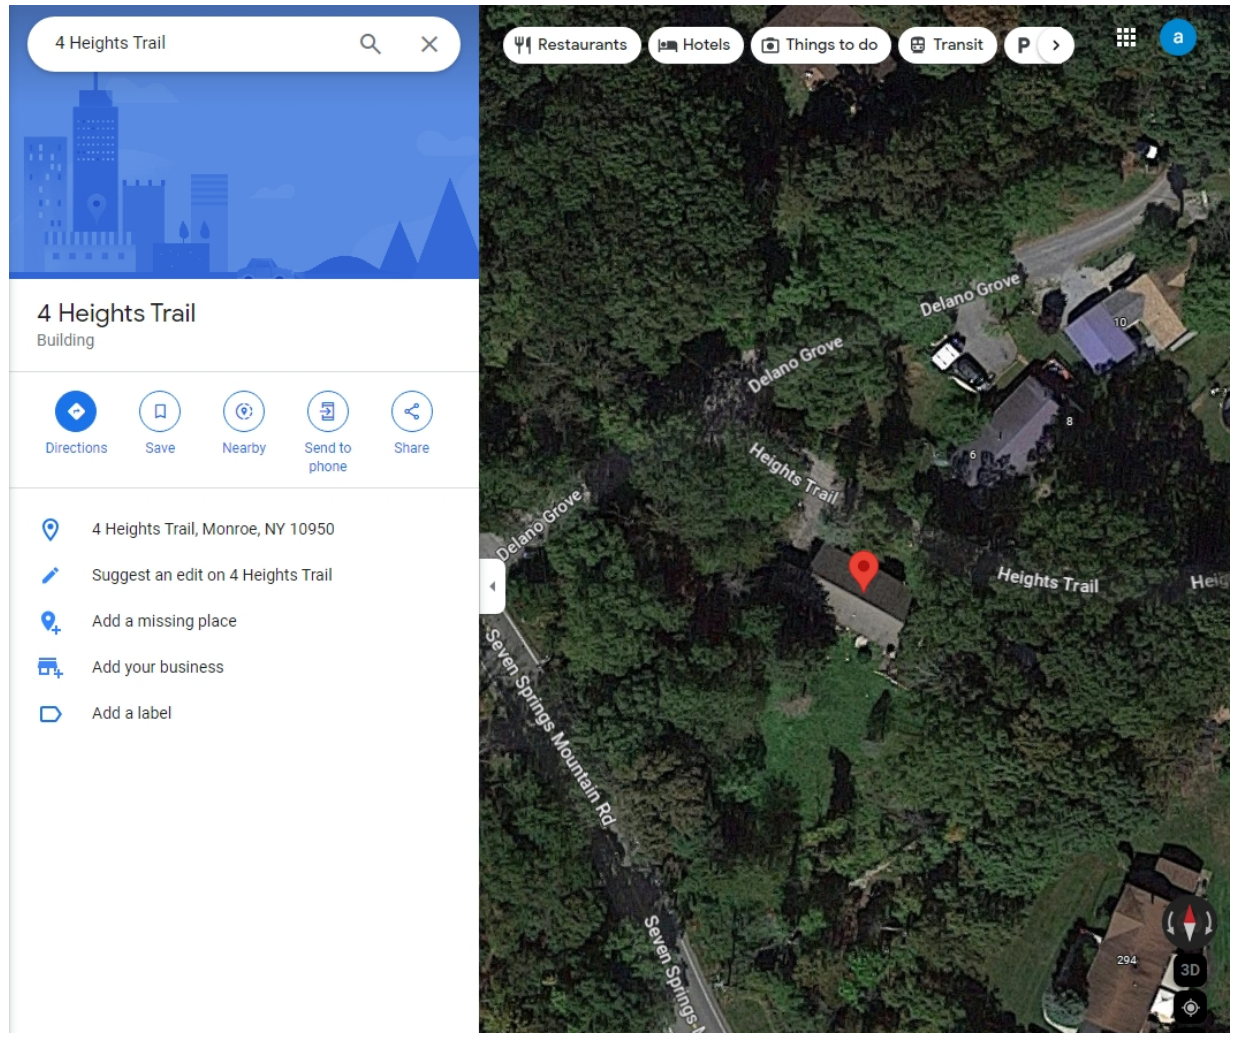 4 Heights Trail
Restaurants
Hotels
Things to do
Transit
P
a
4 Heights Trail
Building
Directions
Save
Nearby
Send to
phone
Share
4 Heights Trail, Monroe, NY 10950
Suggest an edit on 4 Heights Trail
Add a missing place
Add your business
Add a label
Delano Grove
10
Delano Grove
8
6
Heights Trail
Delano Grove
Heights Trail
Heig
Seven Springs Mountain Rd
Seven Springs M
294
3D